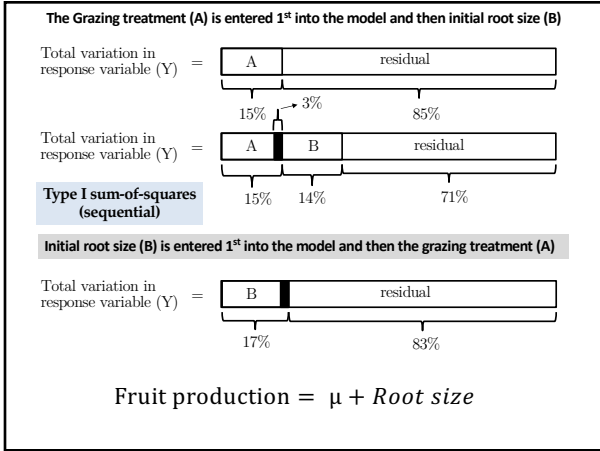 The Grazing treatment (A) is entered 1st into the model and then initial root size (B)
Total variation in
response variable (Y) = A residual
15% 3% 85%
Total variation in
response variable (Y) = A B residual
Type I sum-of-squares
(sequential)
15% 14% 71%
Initial root size (B) is entered 1st into the model and then the grazing treatment (A)
Total variation in
response variable (Y) = B residual
17% 83%
Fruit production = μ + Root size